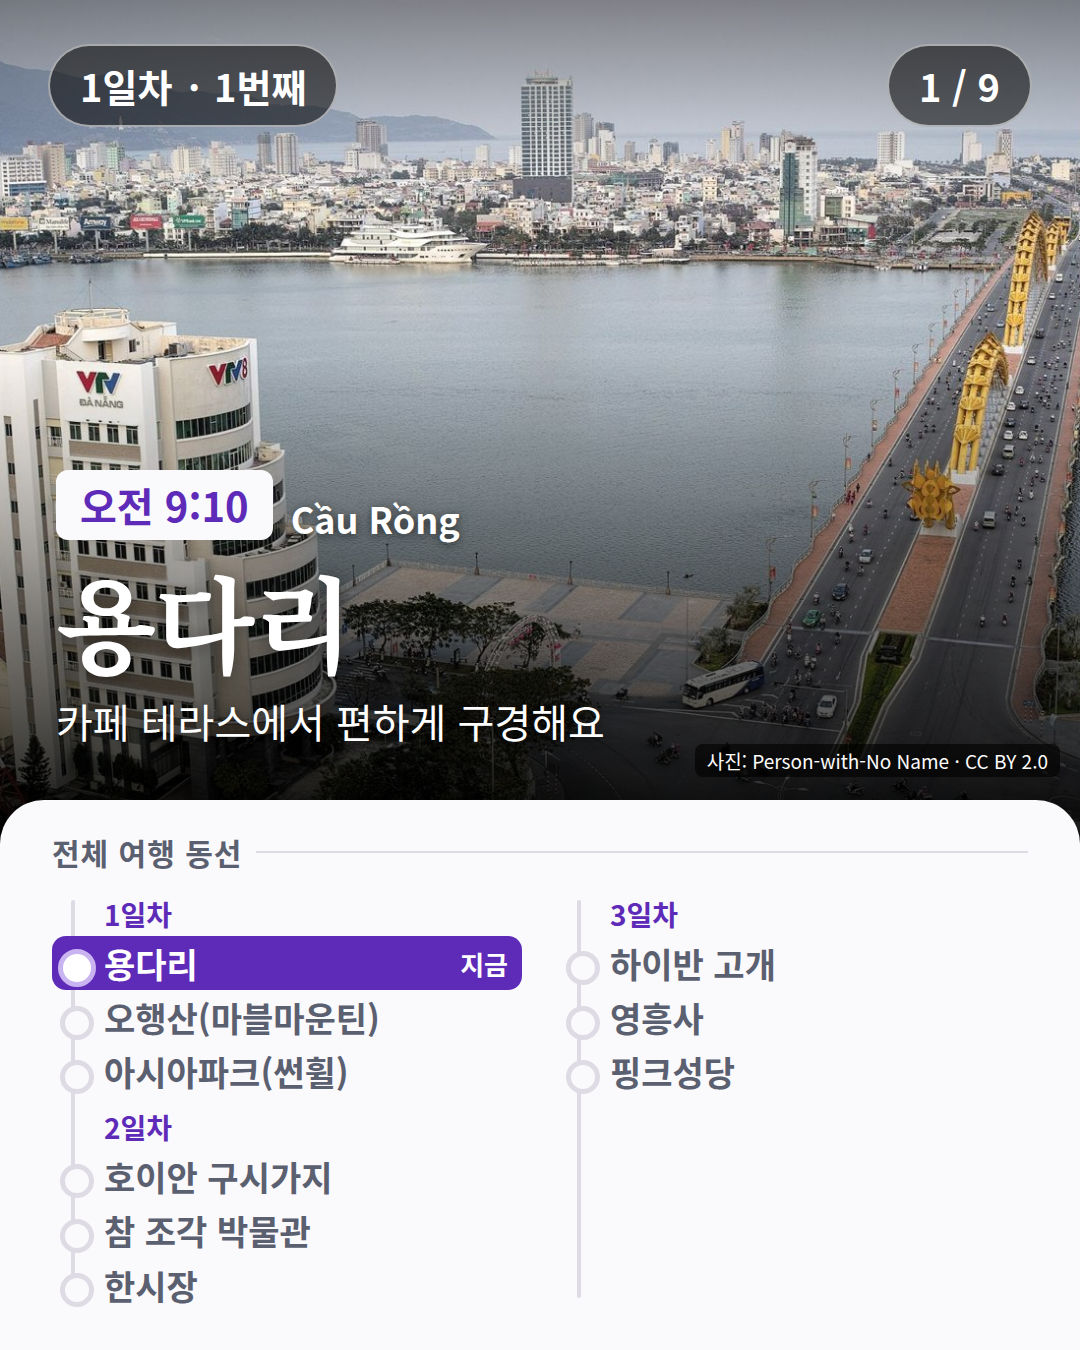 1일차 · 1번째
1 / 9
VTV
ĐÀ NẴNG
VTV8
오전 9:10
Cầu Rồng
용다리
카페 테라스에서 편하게 구경해요
사진: Person-with-No Name · CC BY 2.0
전체 여행 동선
1일차
용다리
지금
오행산(마블마운틴)
아시아파크(썬휠)
2일차
호이안 구시가지
참 조각 박물관
한시장
3일차
하이반 고개
영흥사
핑크성당